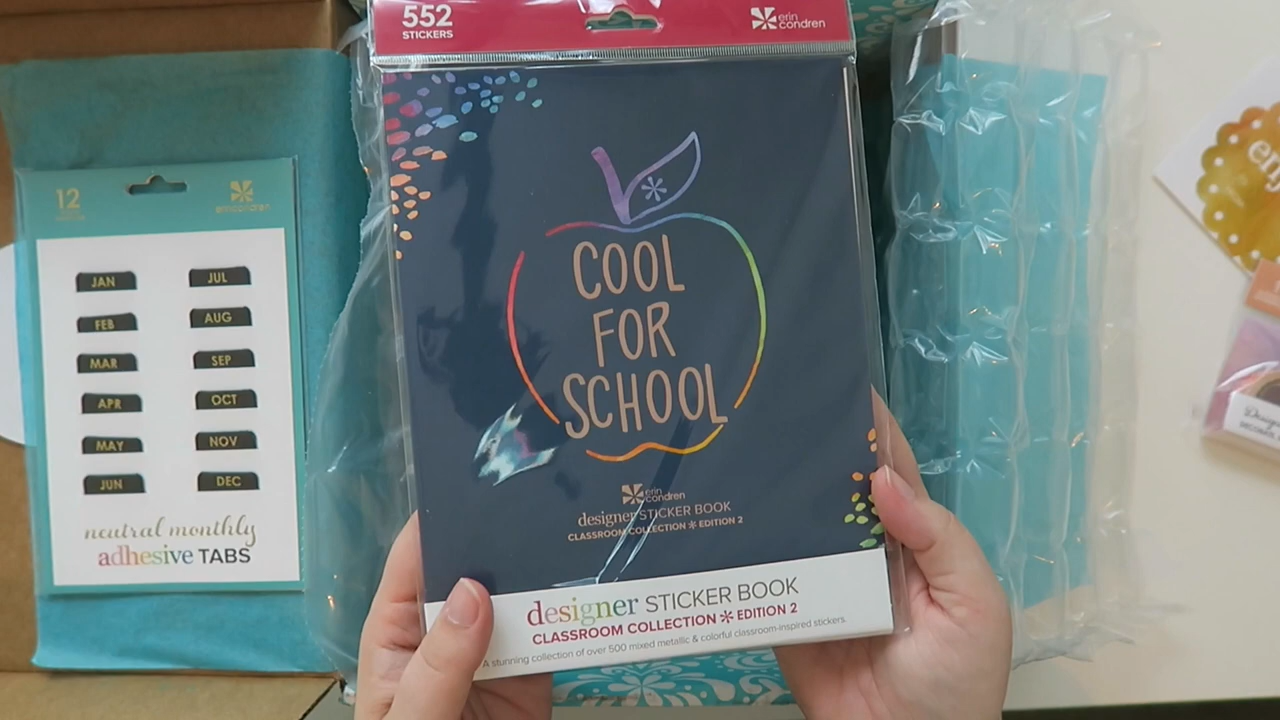 552
STICKERS
erin
condren
COOL
FOR
SCHOOL
erin
condren
designer STICKER BOOK
CLASSROOM COLLECTION * EDITION 2
designer STICKER BOOK
CLASSROOM COLLECTION * EDITION 2
A stunning collection of over 500 mixed metallic & colorful classroom-inspired stickers.
12
erin condren
JAN
JUL
FEB
AUG
MAR
SEP
APR
OCT
MAY
NOV
JUN
DEC
neutral monthly
adhesive TABS